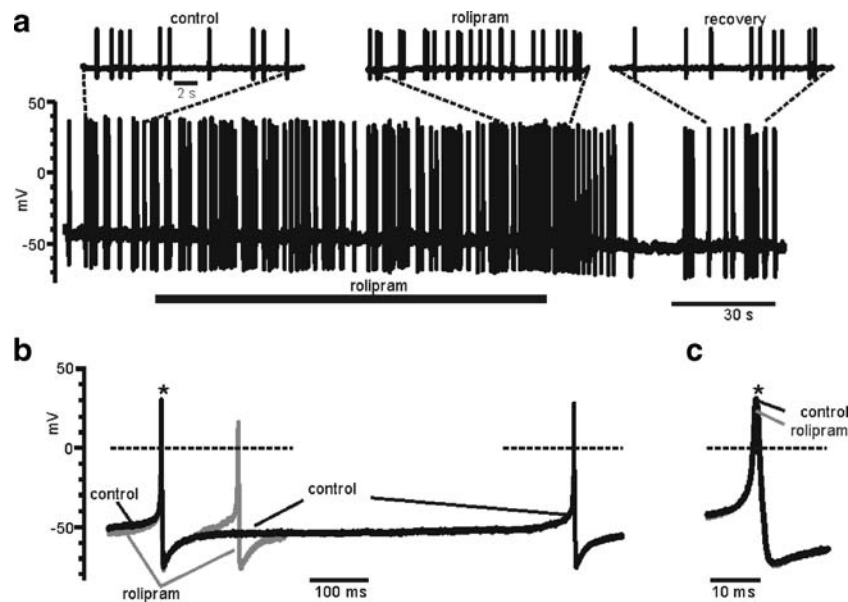 a
control
rolipram
recovery
2 s
50
0
-50
mV
rolipram
30 s
b
c
50
0
-50
mV
*
*
control
rolipram
control
control
rolipram
100 ms
10 ms